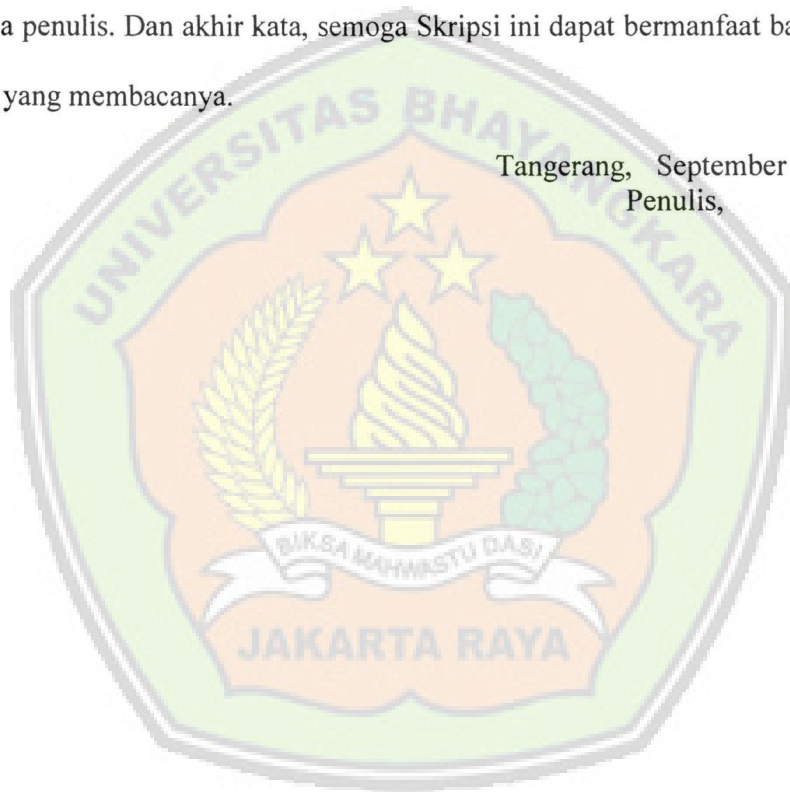 a penulis. Dan akhir kata, semoga Skripsi ini dapat bermanfaat ba
yang membacanya.
Tangerang, September
Penulis,
UNIVERSITAS BHAYANGKARA
BIKSA MAHWASTU DASI
JAKARTA RAYA